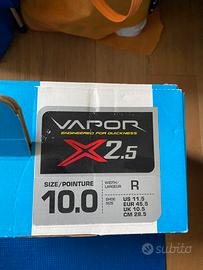 VAPOR
ENGINEERED FOR QUICKNESS
X2.5
SIZE/POINTURE
10.0
WIDTH/
LARGEUR
R
SHOE
SIZE
US 11.5
EUR 45.5
UK 10.5
CM 28.5
subito